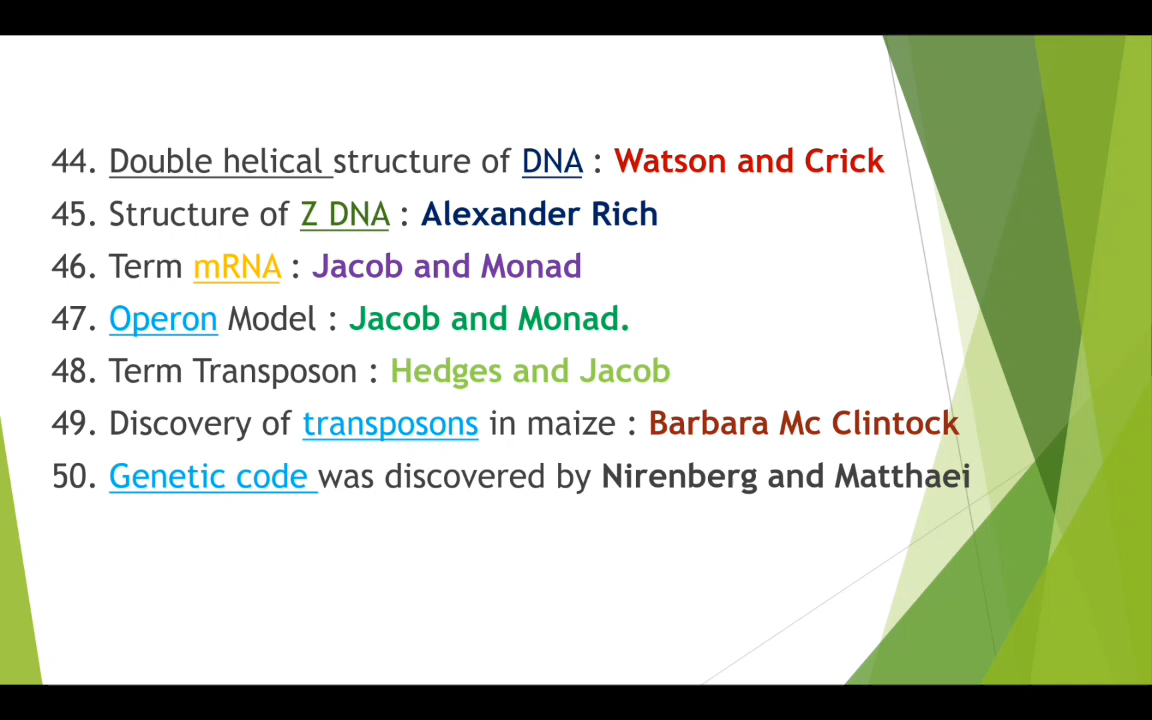 44. Double helical structure of DNA : Watson and Crick
45. Structure of Z DNA : Alexander Rich
46. Term mRNA : Jacob and Monad
47. Operon Model : Jacob and Monad.
48. Term Transposon : Hedges and Jacob
49. Discovery of transposons in maize : Barbara Mc Clintock
50. Genetic code was discovered by Nirenberg and Matthaei